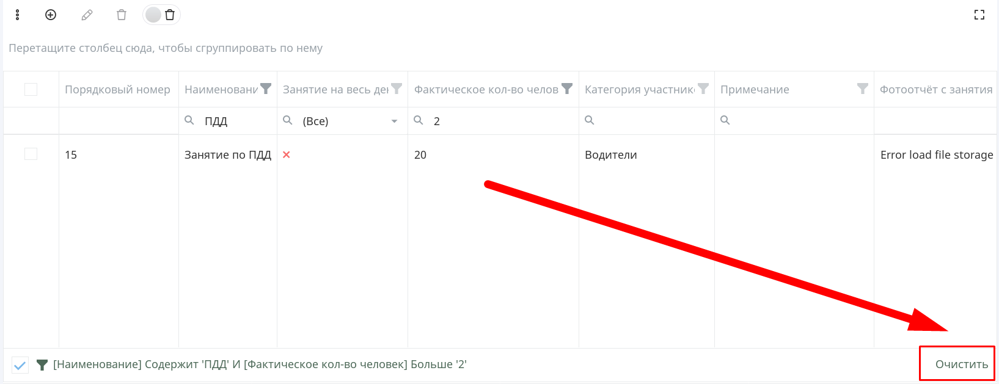 Перетащите столбец сюда, чтобы сгруппировать по нему
Порядковый номер Наименовани Занятие на весь ден Фактическое кол-во челов Категория участник Примечание Фотоотчёт с занятия
ПДД (Все) 2
15 Занятие по ПДД 20 Водители Error load file storage
[Наименование] Содержит 'ПДД' И [Фактическое кол-во человек] Больше '2' Очистить